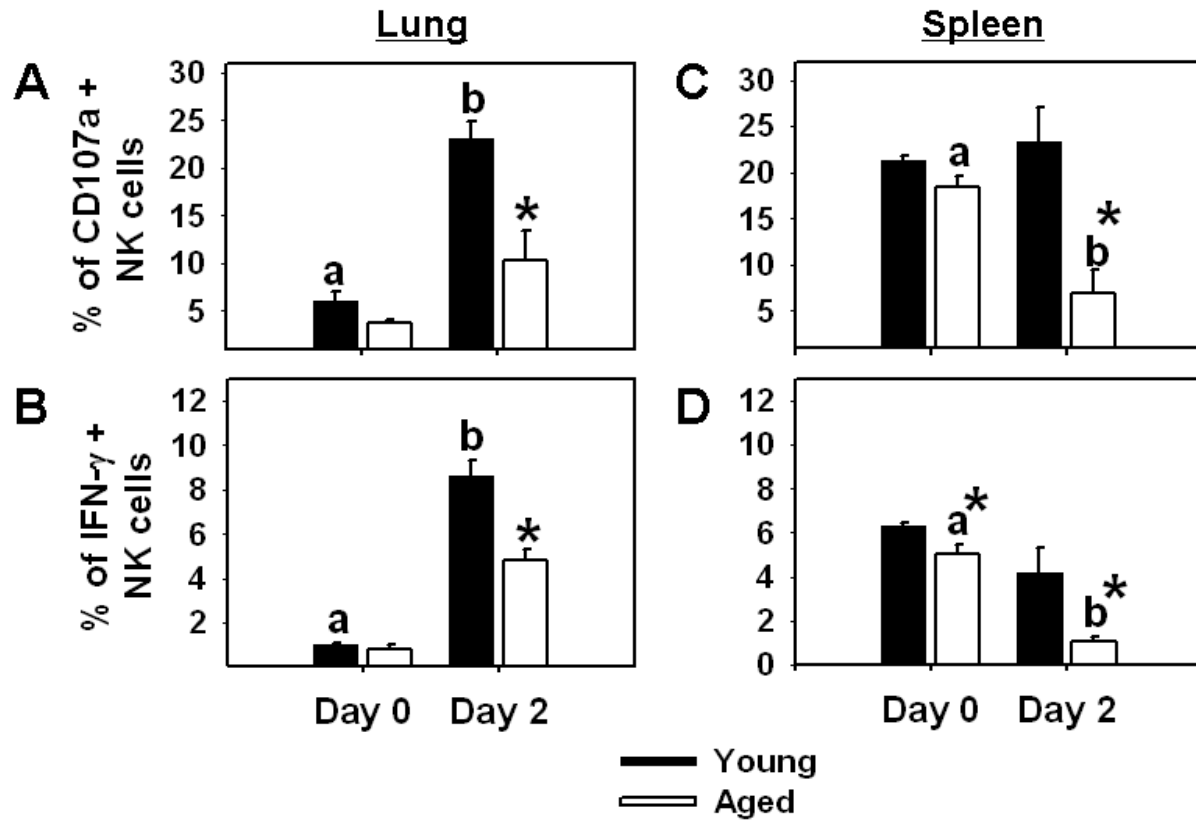 Lung
Spleen
A
% of CD107a +
NK cells
30
25
20
15
10
5
a
b
*
C
30
25
20
15
10
5
a
b
*
B
% of IFN-γ +
NK cells
12
10
8
6
4
2
a
b
*
Day 0
Day 2
D
12
10
8
6
4
2
0
a*
b*
Day 0
Day 2
Young
Aged